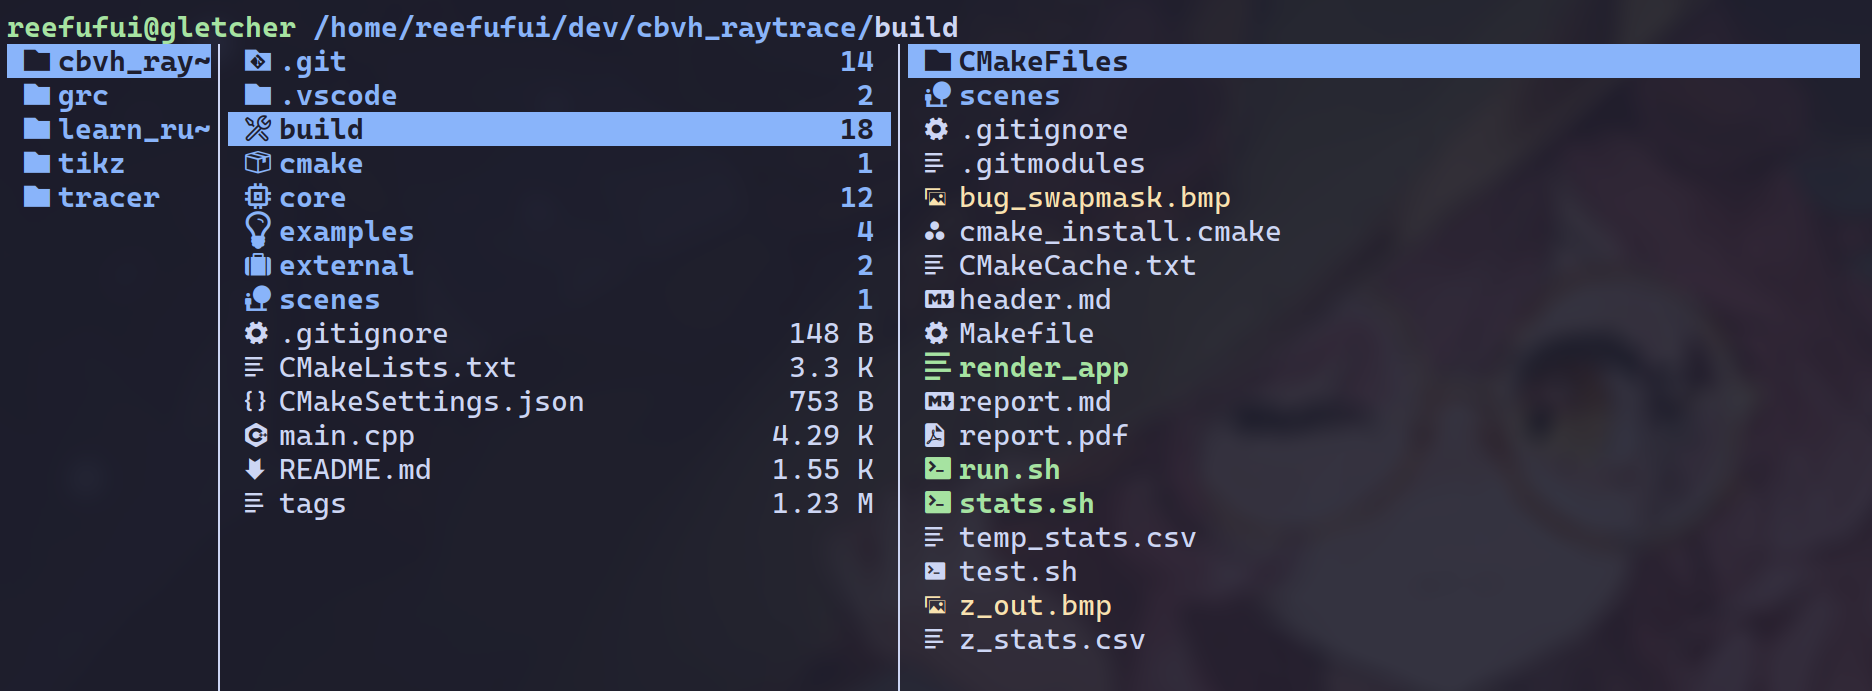 reefufui@gletcher /home/reefufui/dev/cbvh_raytrace/build
cbvh_ray~
grc
learn_ru~
tikz
tracer
.git 14
.vscode 2
build 18
cmake 1
core 12
examples 4
external 2
scenes 1
.gitignore 148 B
CMakeLists.txt 3.3 K
CMakeSettings.json 753 B
main.cpp 4.29 K
README.md 1.55 K
tags 1.23 M
CMakeFiles
scenes
.gitignore
.gitmodules
bug_swapmask.bmp
cmake_install.cmake
CMakeCache.txt
header.md
Makefile
render_app
report.md
report.pdf
run.sh
stats.sh
temp_stats.csv
test.sh
z_out.bmp
z_stats.csv